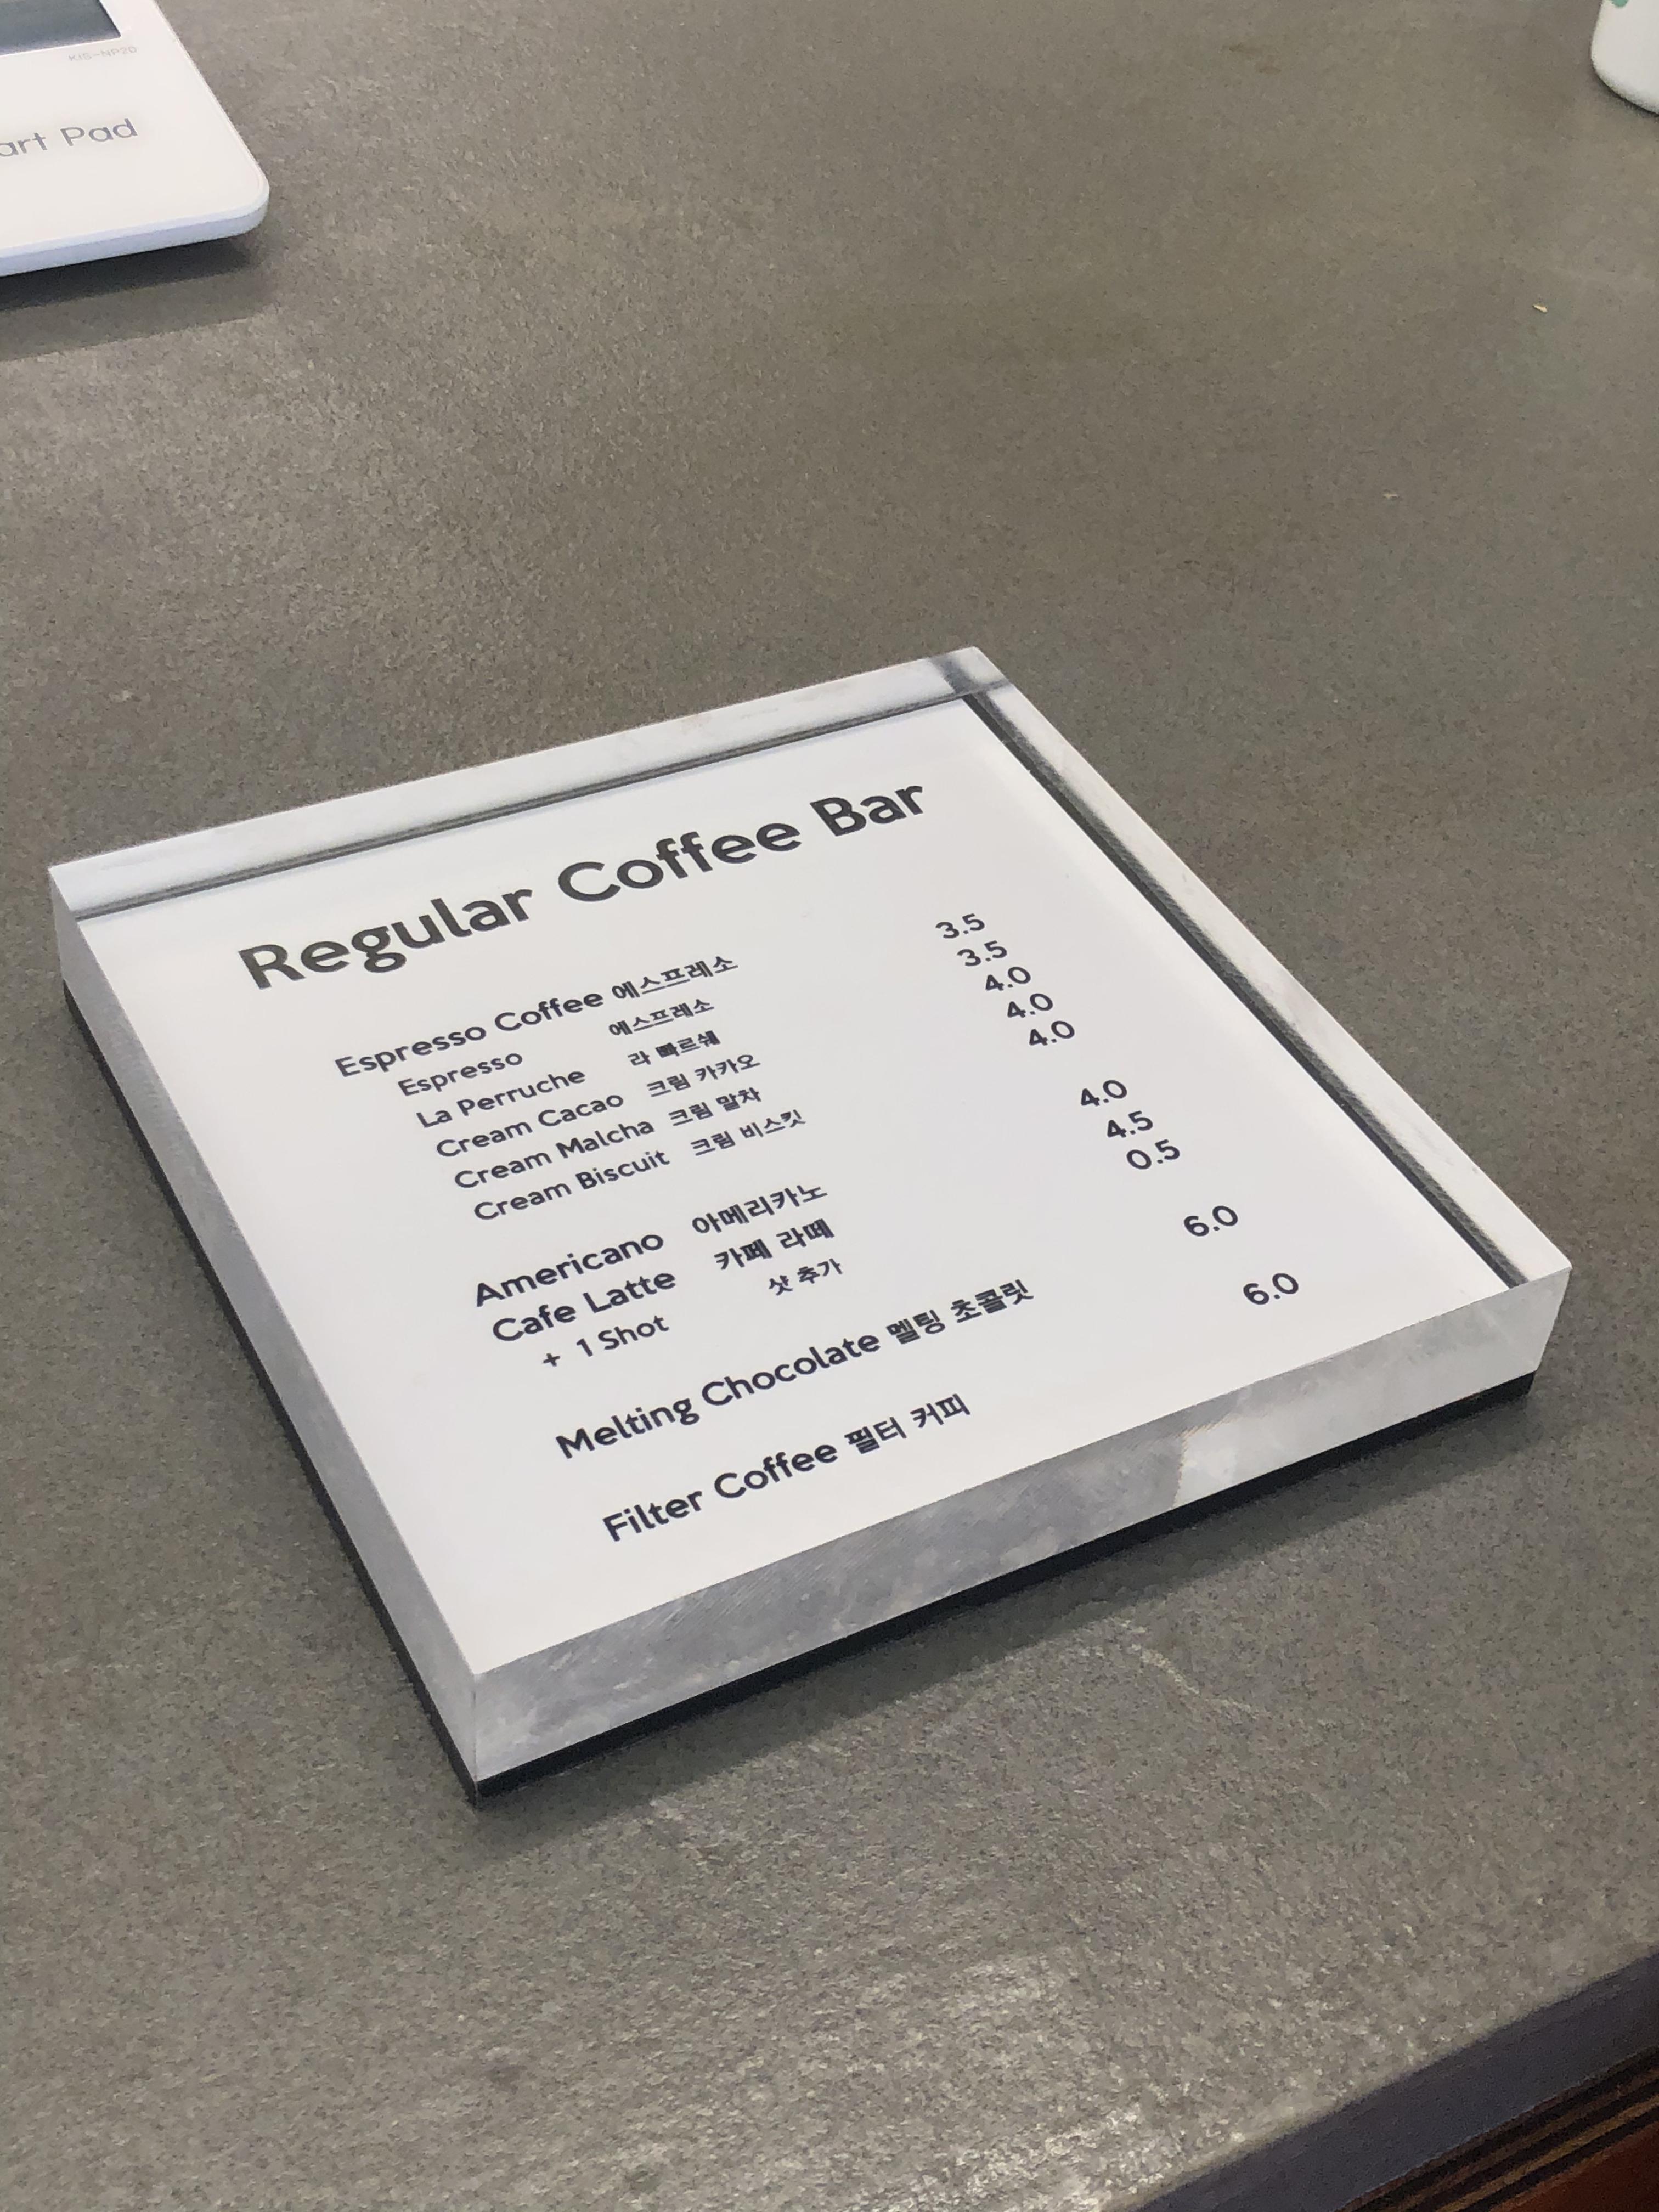 KIS-NP20
art Pad
Regular Coffee Bar
Espresso Coffee 에스프레소
Espresso 에스프레소 3.5
La Perruche 라 빠르쉐 3.5
Cream Cacao 크림 카카오 4.0
Cream Malcha 크림 말차 4.0
Cream Biscuit 크림 비스킷 4.0
Americano 아메리카노 4.0
Cafe Latte 카페 라떼 4.5
+ 1 Shot 샷 추가 0.5
Melting Chocolate 멜팅 초콜릿 6.0
Filter Coffee 필터 커피 6.0